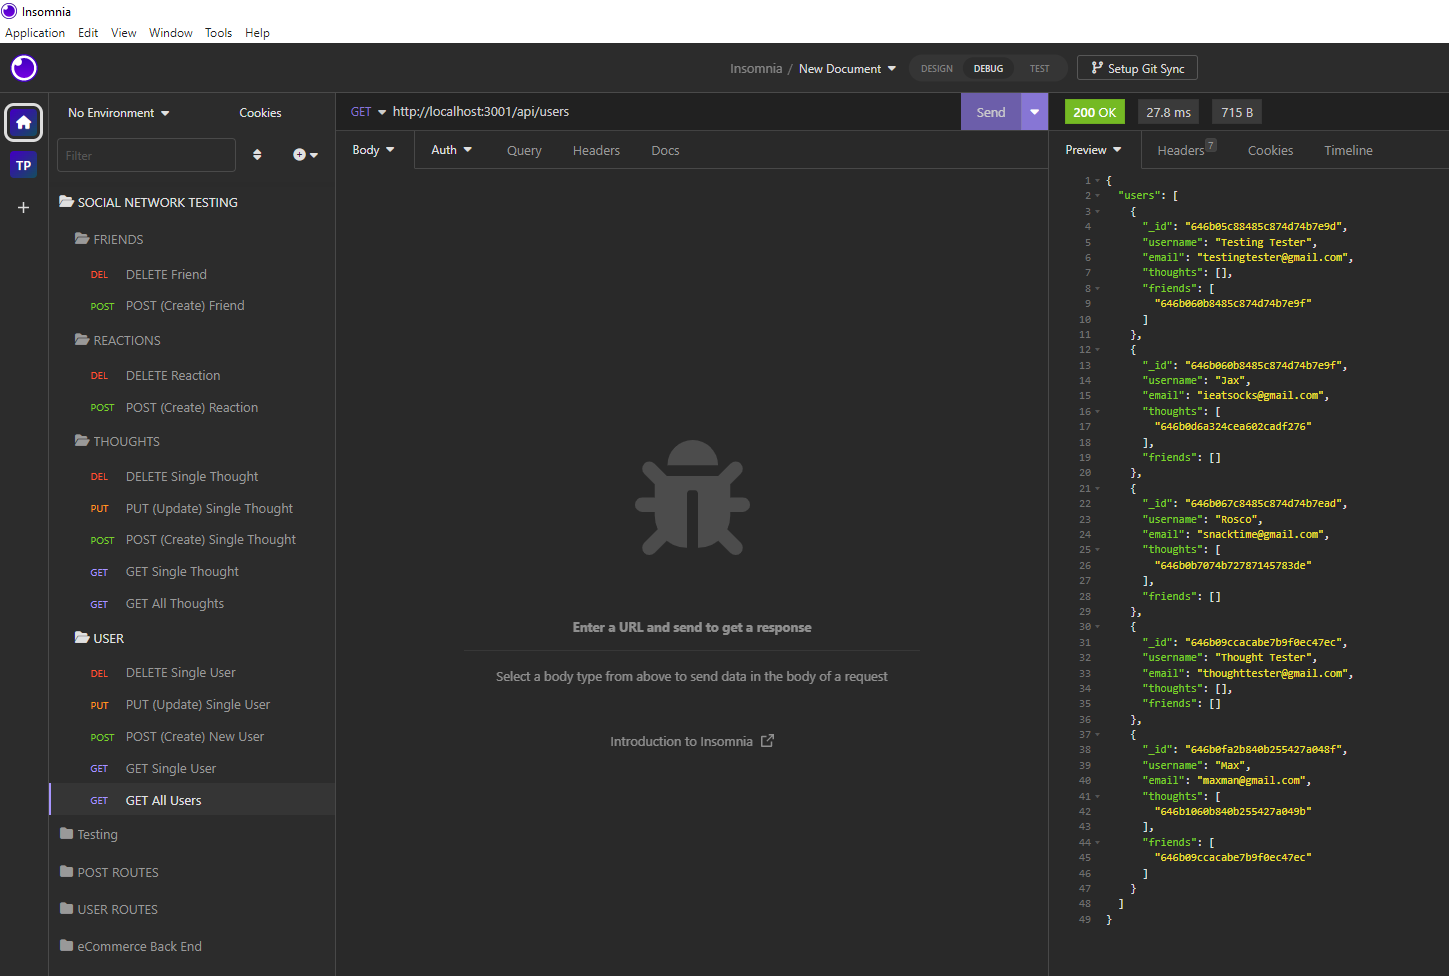 Insomnia
Application Edit View Window Tools Help
Insomnia / New Document DESIGN DEBUG TEST Setup Git Sync
No Environment Cookies
GET http://localhost:3001/api/users Send
200 OK 27.8 ms 715 B
TP
Filter
Body Auth Query Headers Docs
Preview Headers 7 Cookies Timeline
SOCIAL NETWORK TESTING
FRIENDS
DEL DELETE Friend
POST POST (Create) Friend
REACTIONS
DEL DELETE Reaction
POST POST (Create) Reaction
THOUGHTS
DEL DELETE Single Thought
PUT PUT (Update) Single Thought
POST POST (Create) Single Thought
GET GET Single Thought
GET GET All Thoughts
USER
DEL DELETE Single User
PUT PUT (Update) Single User
POST POST (Create) New User
GET GET Single User
GET GET All Users
Testing
POST ROUTES
USER ROUTES
eCommerce Back End
Enter a URL and send to get a response
Select a body type from above to send data in the body of a request
Introduction to Insomnia
1 {
2 "users": [
3 {
4 "_id": "646b05c88485c874d74b7e9d",
5 "username": "Testing Tester",
6 "email": "testingtester@gmail.com",
7 "thoughts": [],
8 "friends": [
9 "646b060b8485c874d74b7e9f"
10 ]
11 },
12 {
13 "_id": "646b060b8485c874d74b7e9f",
14 "username": "Jax",
15 "email": "ieatsocks@gmail.com",
16 "thoughts": [
17 "646b0d6a324cea602cadf276"
18 ],
19 "friends": []
20 },
21 {
22 "_id": "646b067c8485c874d74b7ead",
23 "username": "Rosco",
24 "email": "snacktime@gmail.com",
25 "thoughts": [
26 "646b0b7074b72787145783de"
27 ],
28 "friends": []
29 },
30 {
31 "_id": "646b09ccacabe7b9f0ec47ec",
32 "username": "Thought Tester",
33 "email": "thoughttester@gmail.com",
34 "thoughts": [],
35 "friends": []
36 },
37 {
38 "_id": "646b0fa2b840b255427a048f",
39 "username": "Max",
40 "email": "maxman@gmail.com",
41 "thoughts": [
42 "646b1060b840b255427a049b"
43 ],
44 "friends": [
45 "646b09ccacabe7b9f0ec47ec"
46 ]
47 }
48 ]
49 }